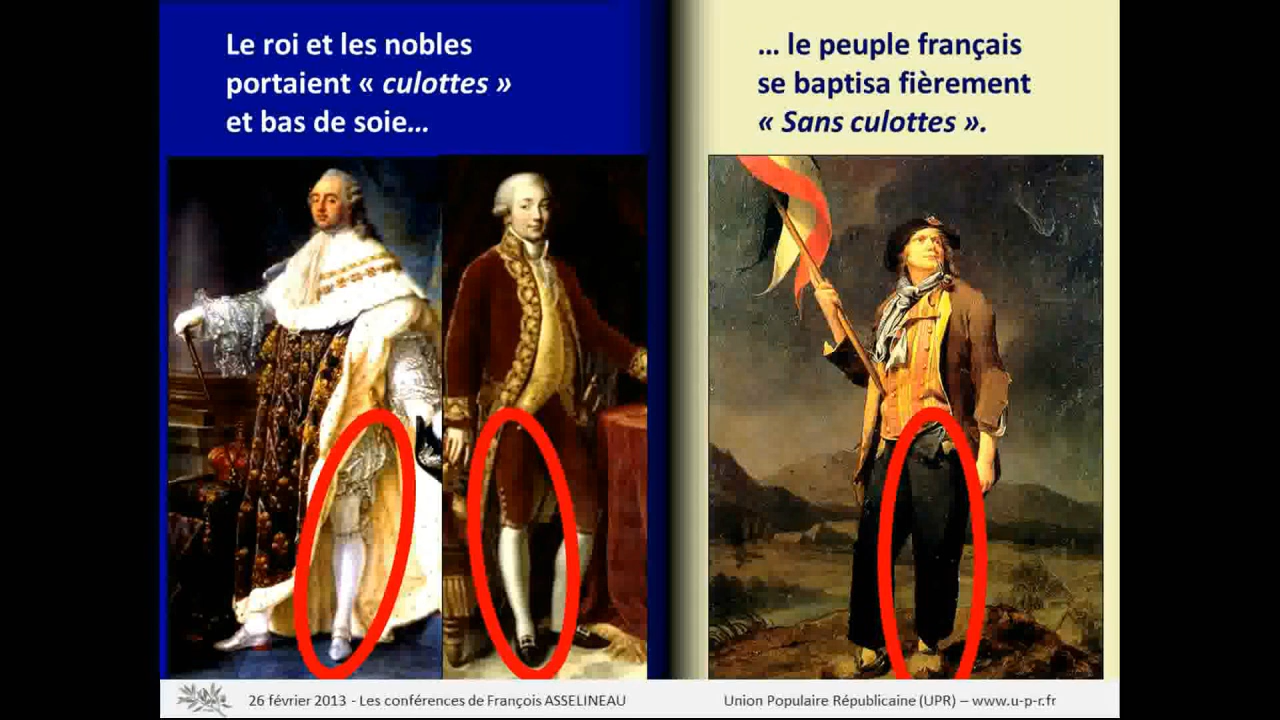 Le roi et les nobles
portaient « culottes »
et bas de soie…
… le peuple français
se baptisa fièrement
« Sans culottes ».
26 février 2013 - Les conférences de François ASSELINEAU
Union Populaire Républicaine (UPR) – www.u-p-r.fr